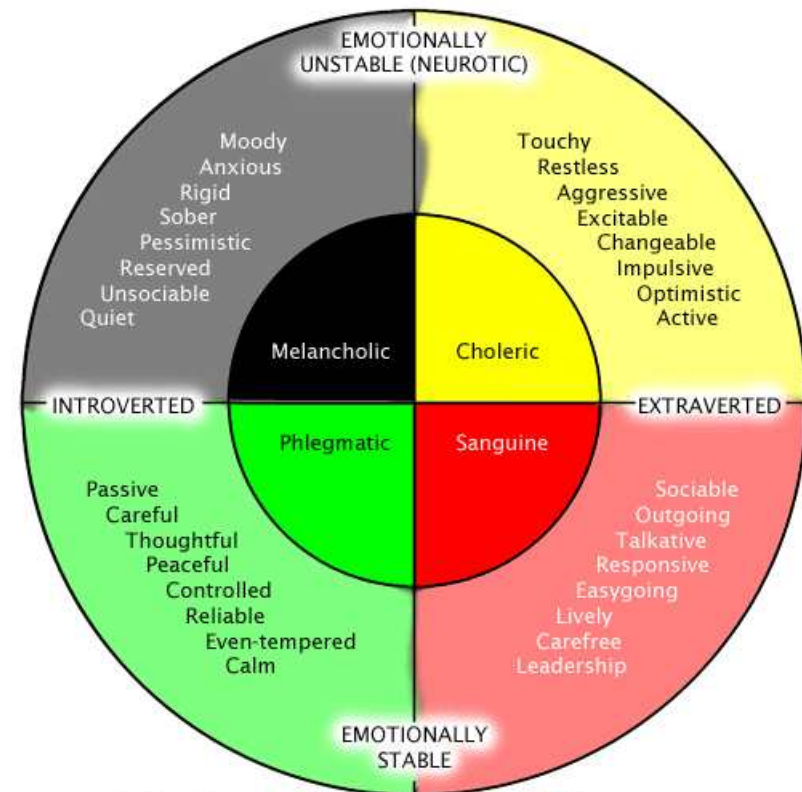 EMOTIONALLY
UNSTABLE (NEUROTIC)
Moody
Anxious
Rigid
Sober
Pessimistic
Reserved
Unsociable
Quiet
Touchy
Restless
Aggressive
Excitable
Changeable
Impulsive
Optimistic
Active
Melancholic
Choleric
INTROVERTED
EXTRAVERTED
Phlegmatic
Sanguine
Passive
Careful
Thoughtful
Peaceful
Controlled
Reliable
Even-tempered
Calm
Sociable
Outgoing
Talkative
Responsive
Easygoing
Lively
Carefree
Leadership
EMOTIONALLY
STABLE